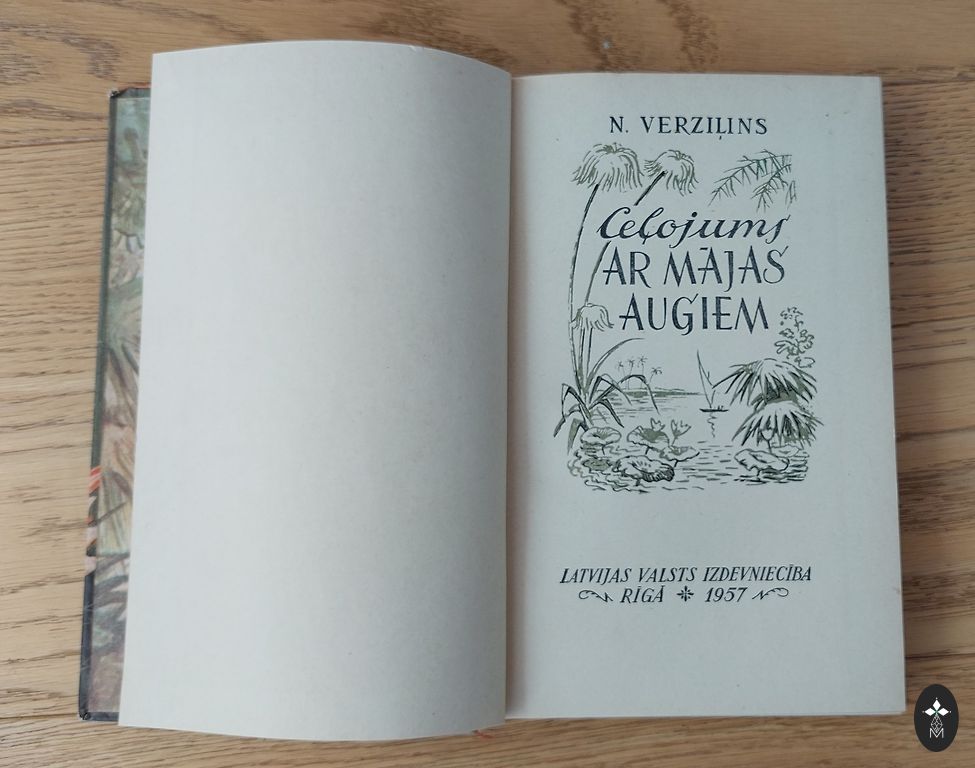 N. VERZIĻINS
Ceļojums
AR MĀJAS
AUGIEM
LATVIJAS VALSTS IZDEVNIECĪBA
RĪGĀ 1957
M